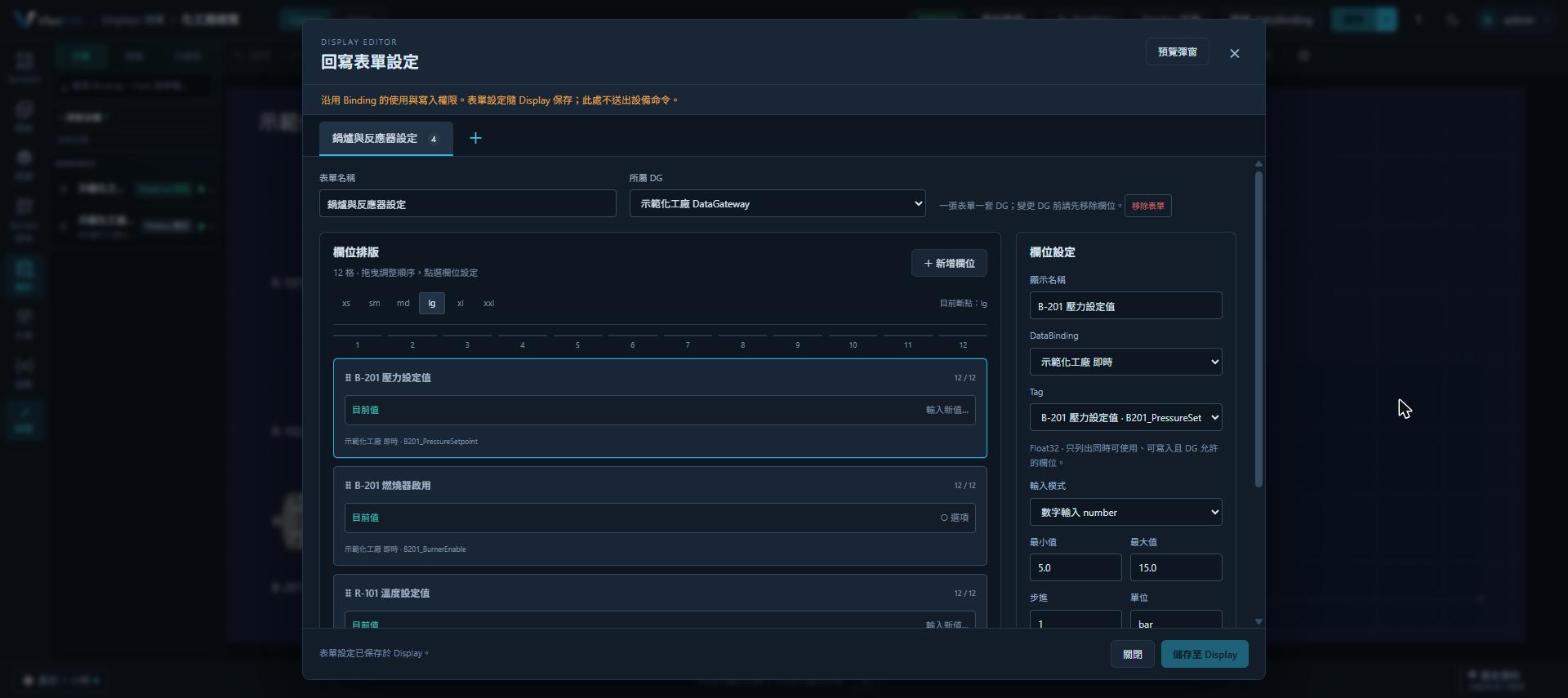 DISPLAY EDITOR
回寫表單設定
預覽彈窗
沿用 Binding 的使用與寫入權限。表單設定隨 Display 保存；此處不送出設備命令。
鍋爐與反應器設定 4
表單名稱
所屬 DG
鍋爐與反應器設定
示範化工廠 DataGateway
一張表單一套 DG；變更 DG 前請先移除欄位。
移除表單
欄位排版
12 格 · 拖曳調整順序，點選欄位設定
＋ 新增欄位
xs sm md lg xl xxl
目前斷點：lg
1 2 3 4 5 6 7 8 9 10 11 12
B-201 壓力設定值
12 / 12
目前值
輸入新值...
示範化工廠 即時 · B201_PressureSetpoint
B-201 燃燒器啟用
12 / 12
目前值
選項
示範化工廠 即時 · B201_BurnerEnable
R-101 溫度設定值
12 / 12
目前值
輸入新值...
欄位設定
顯示名稱
B-201 壓力設定值
DataBinding
示範化工廠 即時
Tag
B-201 壓力設定值 · B201_PressureSet
Float32 · 只列出同時可使用、可寫入且 DG 允許
的欄位。
輸入模式
數字輸入 number
最小值
最大值
5.0
15.0
步進
單位
1
bar
表單設定已保存於 Display。
關閉
儲存至 Display